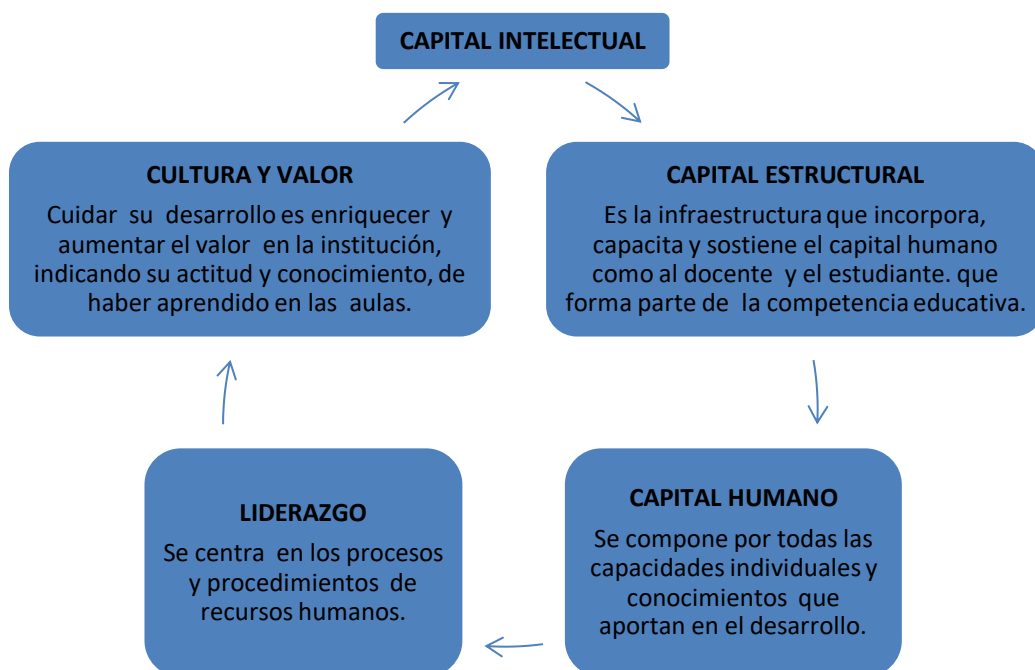 CAPITAL INTELECTUAL
CULTURA Y VALOR
Cuidar su desarrollo es enriquecer y
aumentar el valor en la institución,
indicando su actitud y conocimiento, de
haber aprendido en las aulas.
CAPITAL ESTRUCTURAL
Es la infraestructura que incorpora,
capacita y sostiene el capital humano
como al docente y el estudiante. que
forma parte de la competencia educativa.
LIDERAZGO
Se centra en los procesos
y procedimientos de
recursos humanos.
CAPITAL HUMANO
Se compone por todas las
capacidades individuales y
conocimientos que
aportan en el desarrollo.